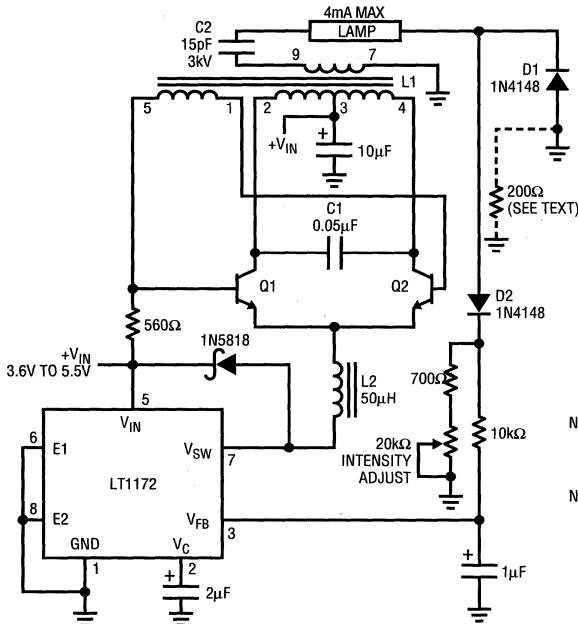 4mA MAX
LAMP
C2
15pF
3kV
9
7
L1
D1
1N4148
5
1
2
3
4
+VIN
+
10µF
200Ω
(SEE TEXT)
C1
0.05µF
Q1
Q2
D2
1N4148
560Ω
1N5818
+VIN
3.6V TO 5.5V
L2
50µH
700Ω
20kΩ
INTENSITY
ADJUST
10kΩ
N
N
5
VIN
6
E1
VSW
7
LT1172
8
E2
VFB
3
GND
VC
1
2
+
2µF
+
1µF